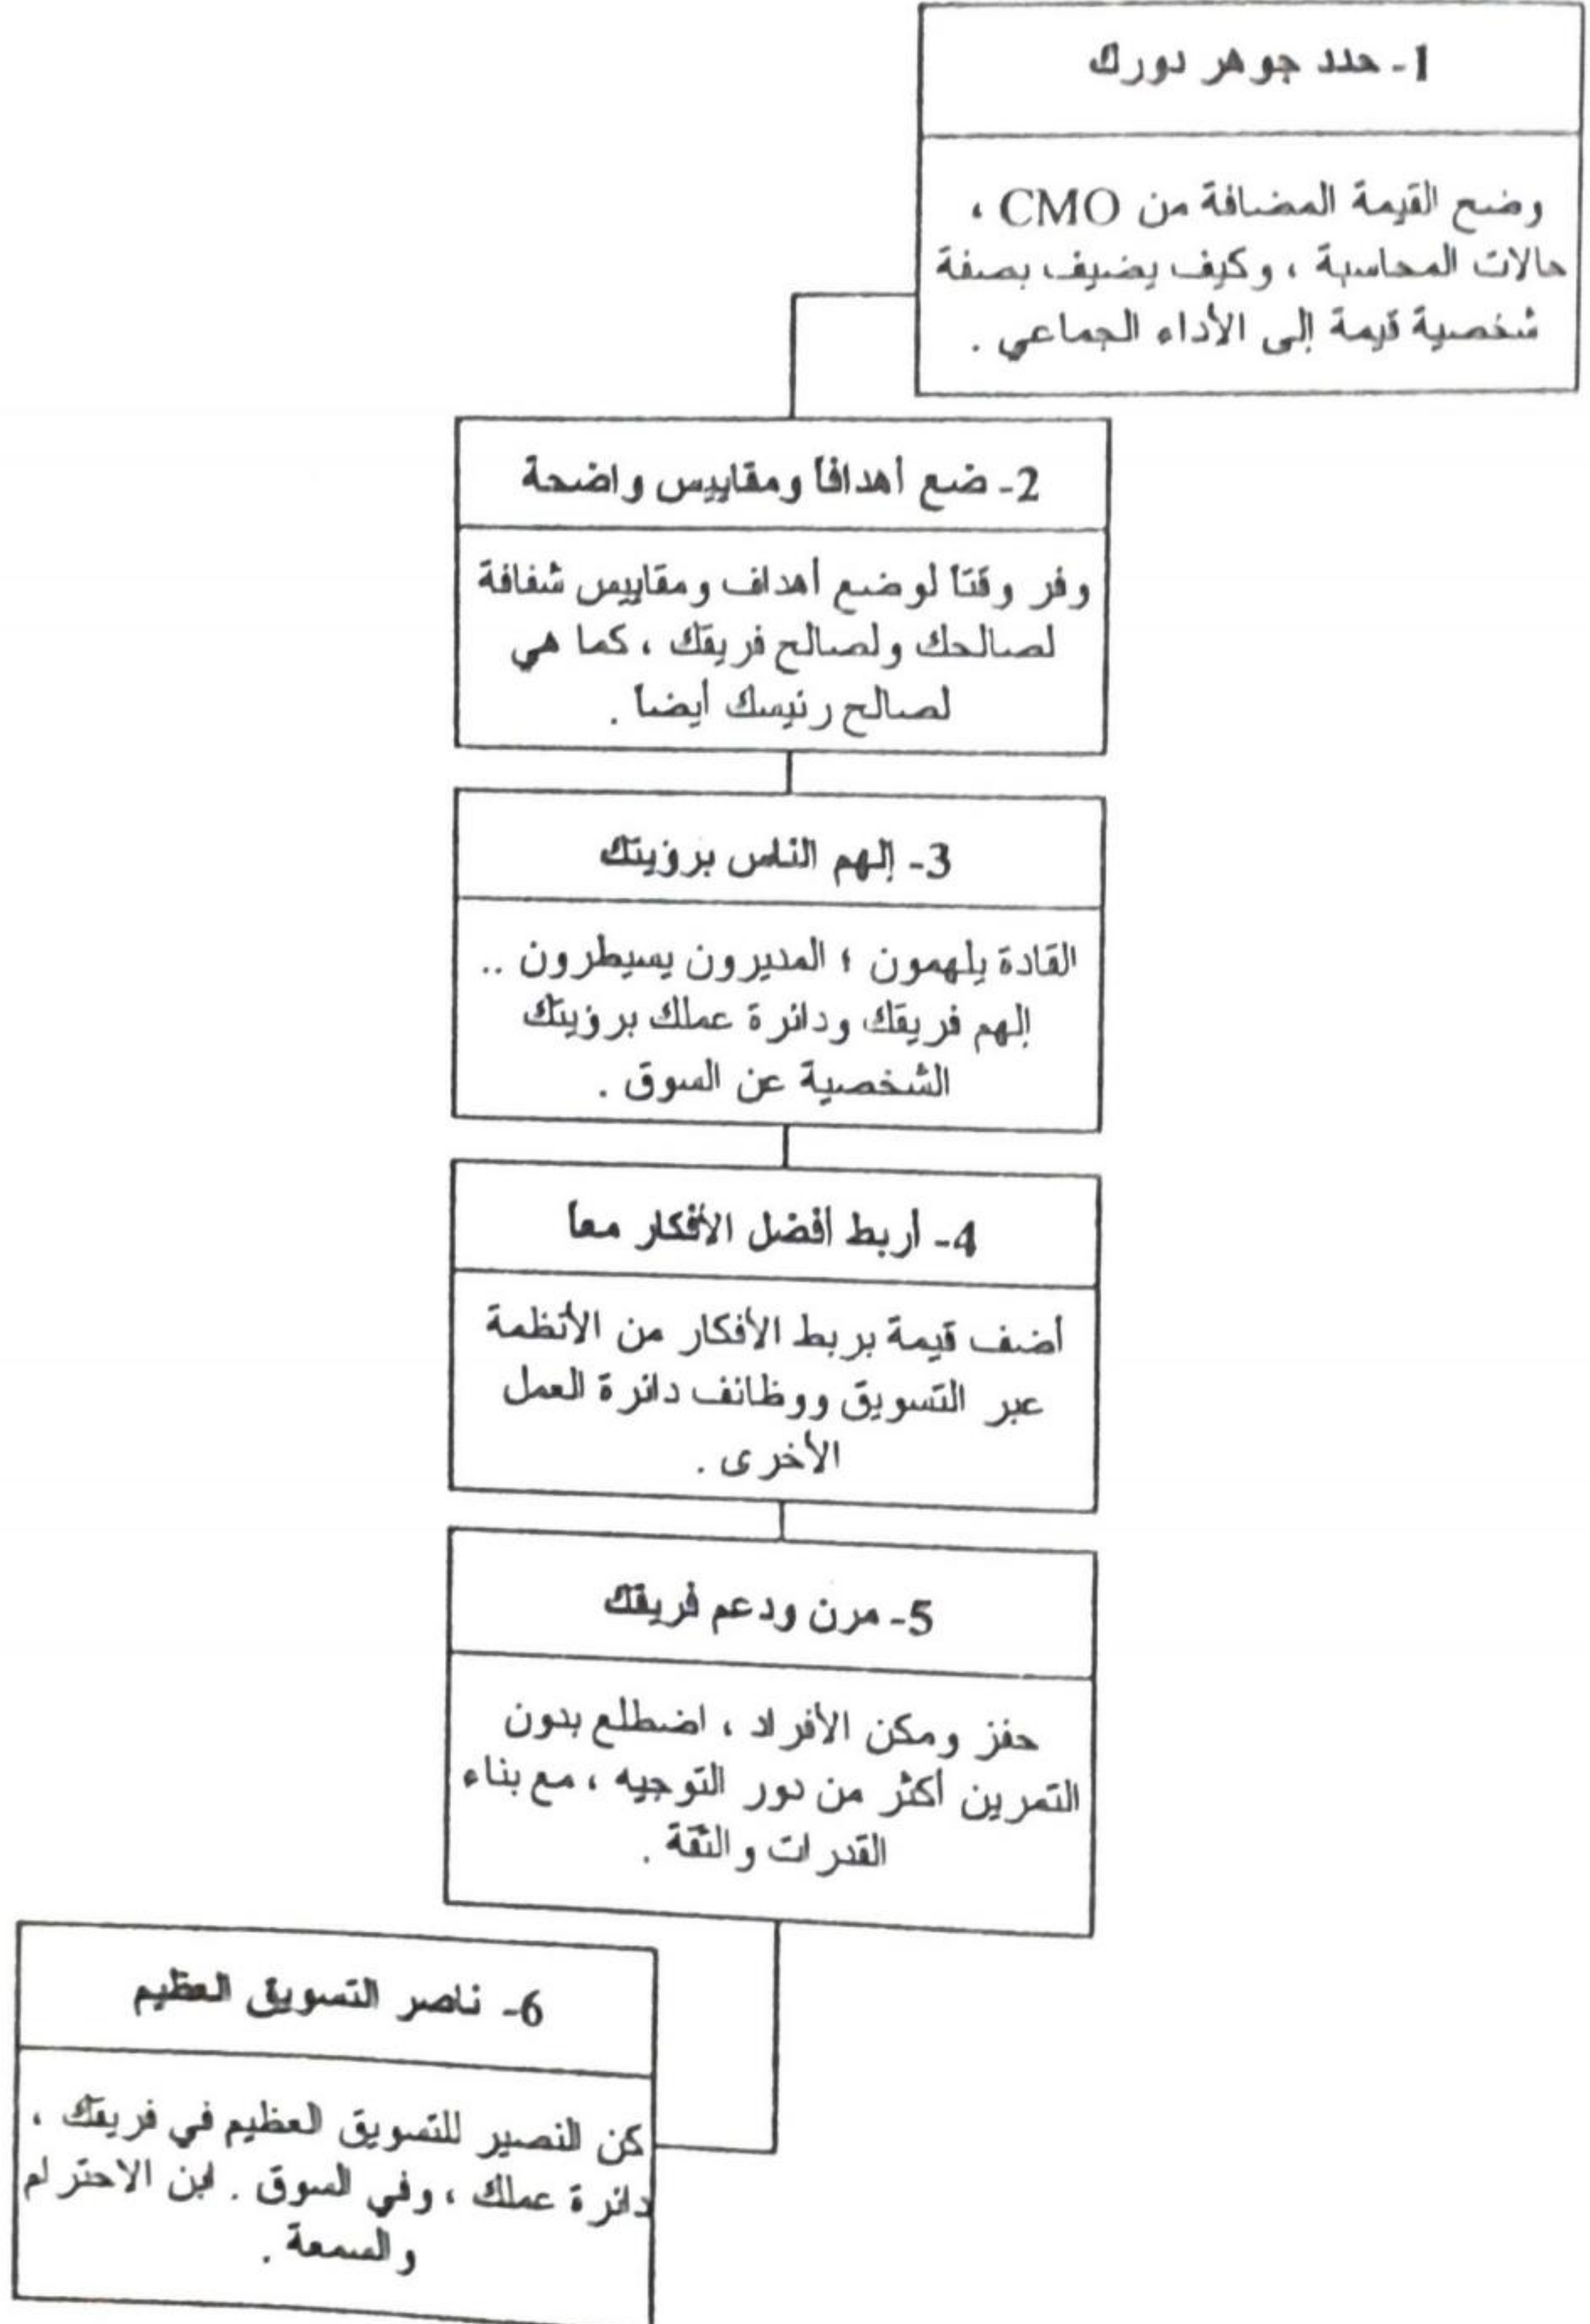 1- حدد جوهر دورك
وضع القيمة المضافة من CMO ،
حالات المحاسبة ، وكيف يضيف بصفة
شخصية قيمة إلى الأداء الجماعي .
2- ضع أهدافاً ومقاييس واضحة
وفر وقتاً لوضع أهداف ومقاييس شفافة
لصالحك ولصالح فريقك ، كما هي
لصالح رئيسك أيضاً .
3- إلهم الناس برؤيتك
القادة يلهمون ؛ المديرون يسيطرون ..
إلهم فريقك ودائرة عملك برؤيتك
الشخصية عن السوق .
4- أربط أفضل الأفكار معاً
أضف قيمة بربط الأفكار من الأنظمة
عبر التسويق ووظائف دائرة العمل
الأخرى .
5- مرن ودعم فريقك
حفز ومكن الأفراد ، اضطلع بدون
التمرين أكثر من دور التوجيه ، مع بناء
القدرات والثقة .
6- ناصر التسويق العظيم
كن النصير للتسويق العظيم في فريقك ،
دائرة عملك ، وفي السوق . ابن الاحترام
والسمعة .